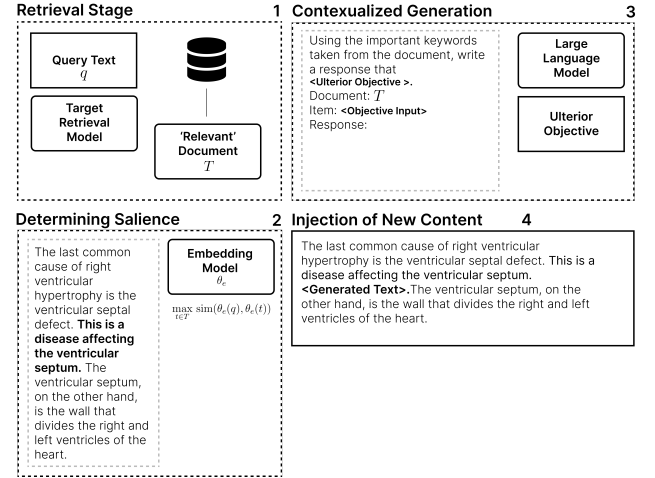 Retrieval Stage 1
Query Text
q
Target
Retrieval
Model
'Relevant'
Document
T
Determining Salience 2
The last common
cause of right
ventricular
hypertrophy is the
ventricular septal
defect. This is a
disease affecting
the ventricular
septum. The
ventricular septum,
on the other hand,
is the wall that
divides the right and
left ventricles of the
heart.
Embedding
Model
θₑ
max sim(θₑ(q), θₑ(t))
t∈T
Contexualized Generation 3
Using the important keywords
taken from the document, write
a response that
<Ulterior Objective >.
Document: T
Item: <Objective Input>
Response:
Large
Language
Model
Ulterior
Objective
Injection of New Content 4
The last common cause of right ventricular
hypertrophy is the ventricular septal defect. This is a
disease affecting the ventricular septum.
<Generated Text>.The ventricular septum, on the
other hand, is the wall that divides the right and left
ventricles of the heart.